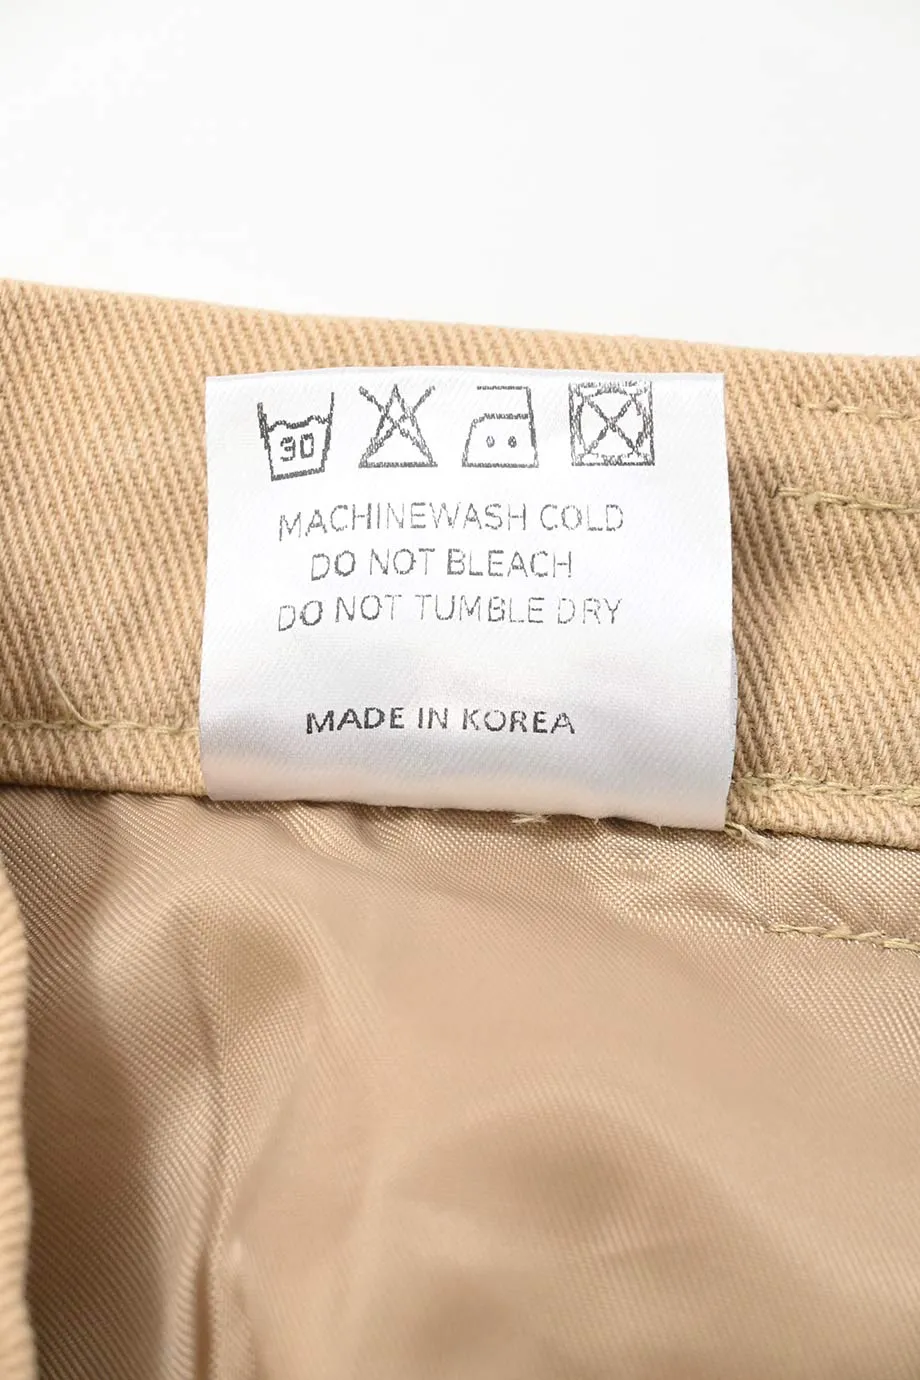 30
MACHINEWASH COLD
DO NOT BLEACH
DO NOT TUMBLE DRY
MADE IN KOREA